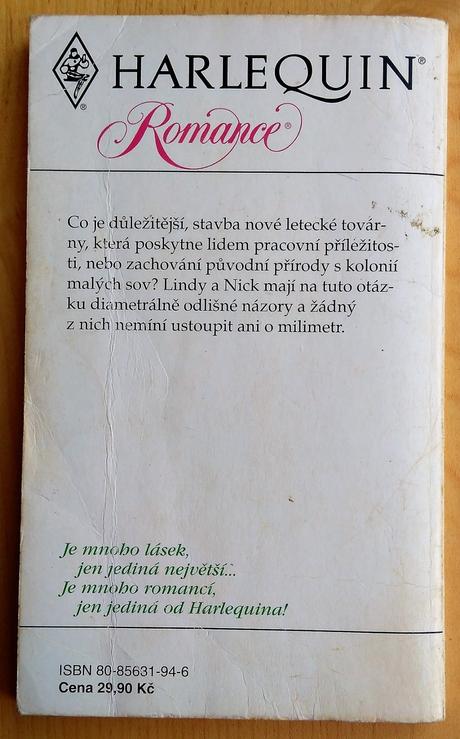 HARLEQUIN®
Romance®
®
Co je důležitější, stavba nové letecké továr-
ny, která poskytne lidem pracovní příležitos-
ti, nebo zachování původní přírody s kolonií
malých sov? Lindy a Nick mají na tuto otáz-
ku diametrálně odlišné názory a žádný
z nich nemíní ustoupit ani o milimetr.
Je mnoho lásek,
jen jediná největší...
Je mnoho romancí,
jen jediná od Harlequina!
ISBN 80-85631-94-6
Cena 29,90 Kč